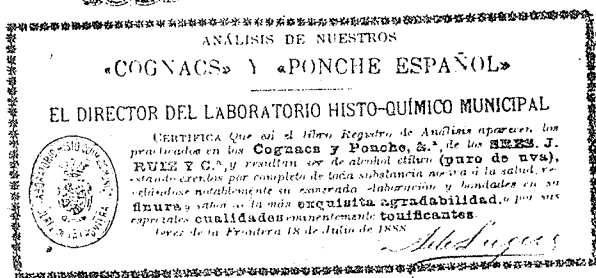 ANÁLISIS DE NUESTROS
«COGNACS» Y «PONCHE ESPAÑOL»
EL DIRECTOR DEL LABORATORIO HISTO-QUÍMICO MUNICIPAL
CERTIFICA Que en el libro Registro de Análisis aparecen los
practicados en los Cognacs y Ponche, &.ª, de los SRES. J.
RUIZ Y C.ª, y resultan ser de alcohol etílico (puro de uva),
estando exentos por completo de toda substancia nociva á la salud, re-
velándose notablemente su esmerada elaboración y bondades en su
finura y sabor de la más exquisita agradabilidad, y por sus
especiales cualidades eminentemente tonificantes.
Jerez de la Frontera 18 de Julio de 1888
LABORATORIO HISTO QUIMICO